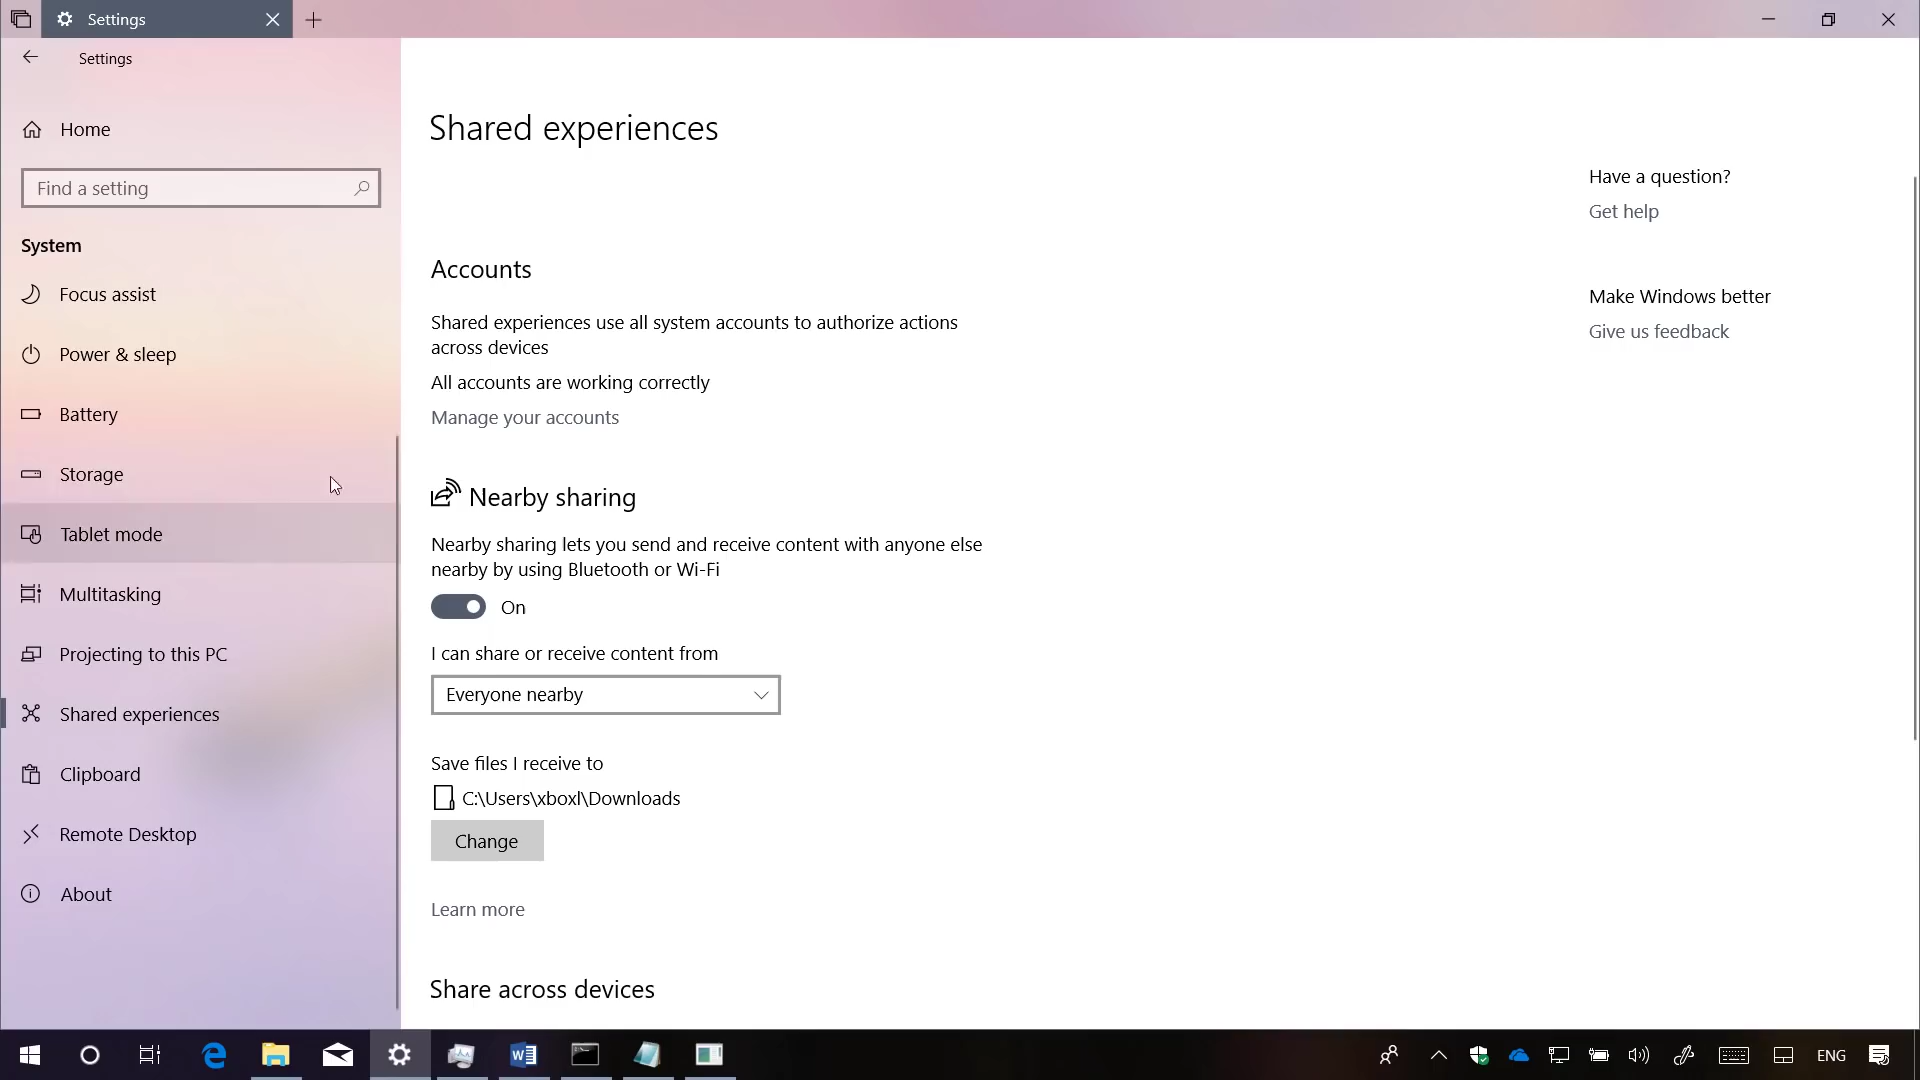 Settings
Settings
Home
Find a setting
System
Focus assist
Power & sleep
Battery
Storage
Tablet mode
Multitasking
Projecting to this PC
Shared experiences
Clipboard
Remote Desktop
About
Shared experiences
Accounts
Shared experiences use all system accounts to authorize actions
across devices
All accounts are working correctly
Manage your accounts
Nearby sharing
Nearby sharing lets you send and receive content with anyone else
nearby by using Bluetooth or Wi-Fi
On
I can share or receive content from
Everyone nearby
Save files I receive to
C:\Users\xboxl\Downloads
Change
Learn more
Share across devices
Have a question?
Get help
Make Windows better
Give us feedback
ENG